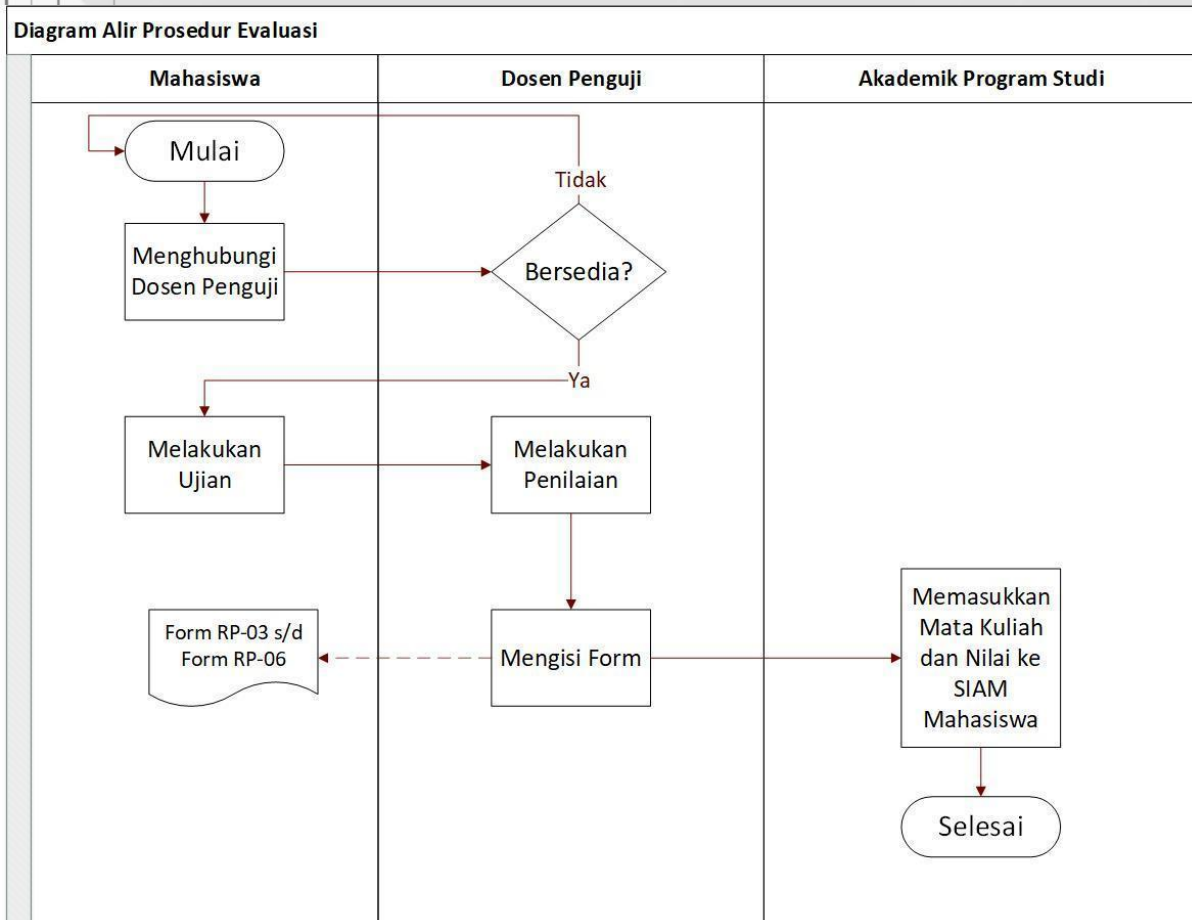 Diagram Alir Prosedur Evaluasi
Mahasiswa
Dosen Penguji
Akademik Program Studi
Mulai
Tidak
Menghubungi
Dosen Penguji
Bersedia?
Ya
Melakukan
Ujian
Melakukan
Penilaian
Form RP-03 s/d
Form RP-06
Mengisi Form
Memasukkan
Mata Kuliah
dan Nilai ke
SIAM
Mahasiswa
Selesai